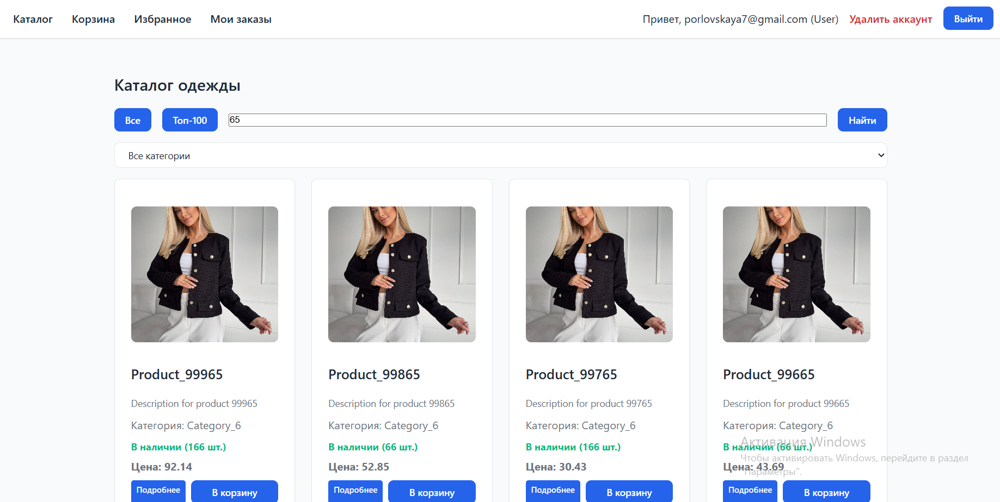 Каталог Корзина Избранное Мои заказы Привет, porlovskaya7@gmail.com (User) Удалить аккаунт Выйти
Каталог одежды
Все Топ-100 65 Найти
Все категории
Product_99965 Product_99865 Product_99765 Product_99665
Description for product 99965 Description for product 99865 Description for product 99765 Description for product 99665
Категория: Category_6 Категория: Category_6 Категория: Category_6 Категория: Category_6
Активация Windows
В наличии (166 шт.) В наличии (66 шт.) В наличии (166 шт.) В наличии (66 шт.)
Чтобы активировать Windows, перейдите в раздел
Цена: 92.14 Цена: 52.85 Цена: 30.43 Цена: 43.69
"Параметры".
Подробнее В корзину Подробнее В корзину Подробнее В корзину Подробнее В корзину